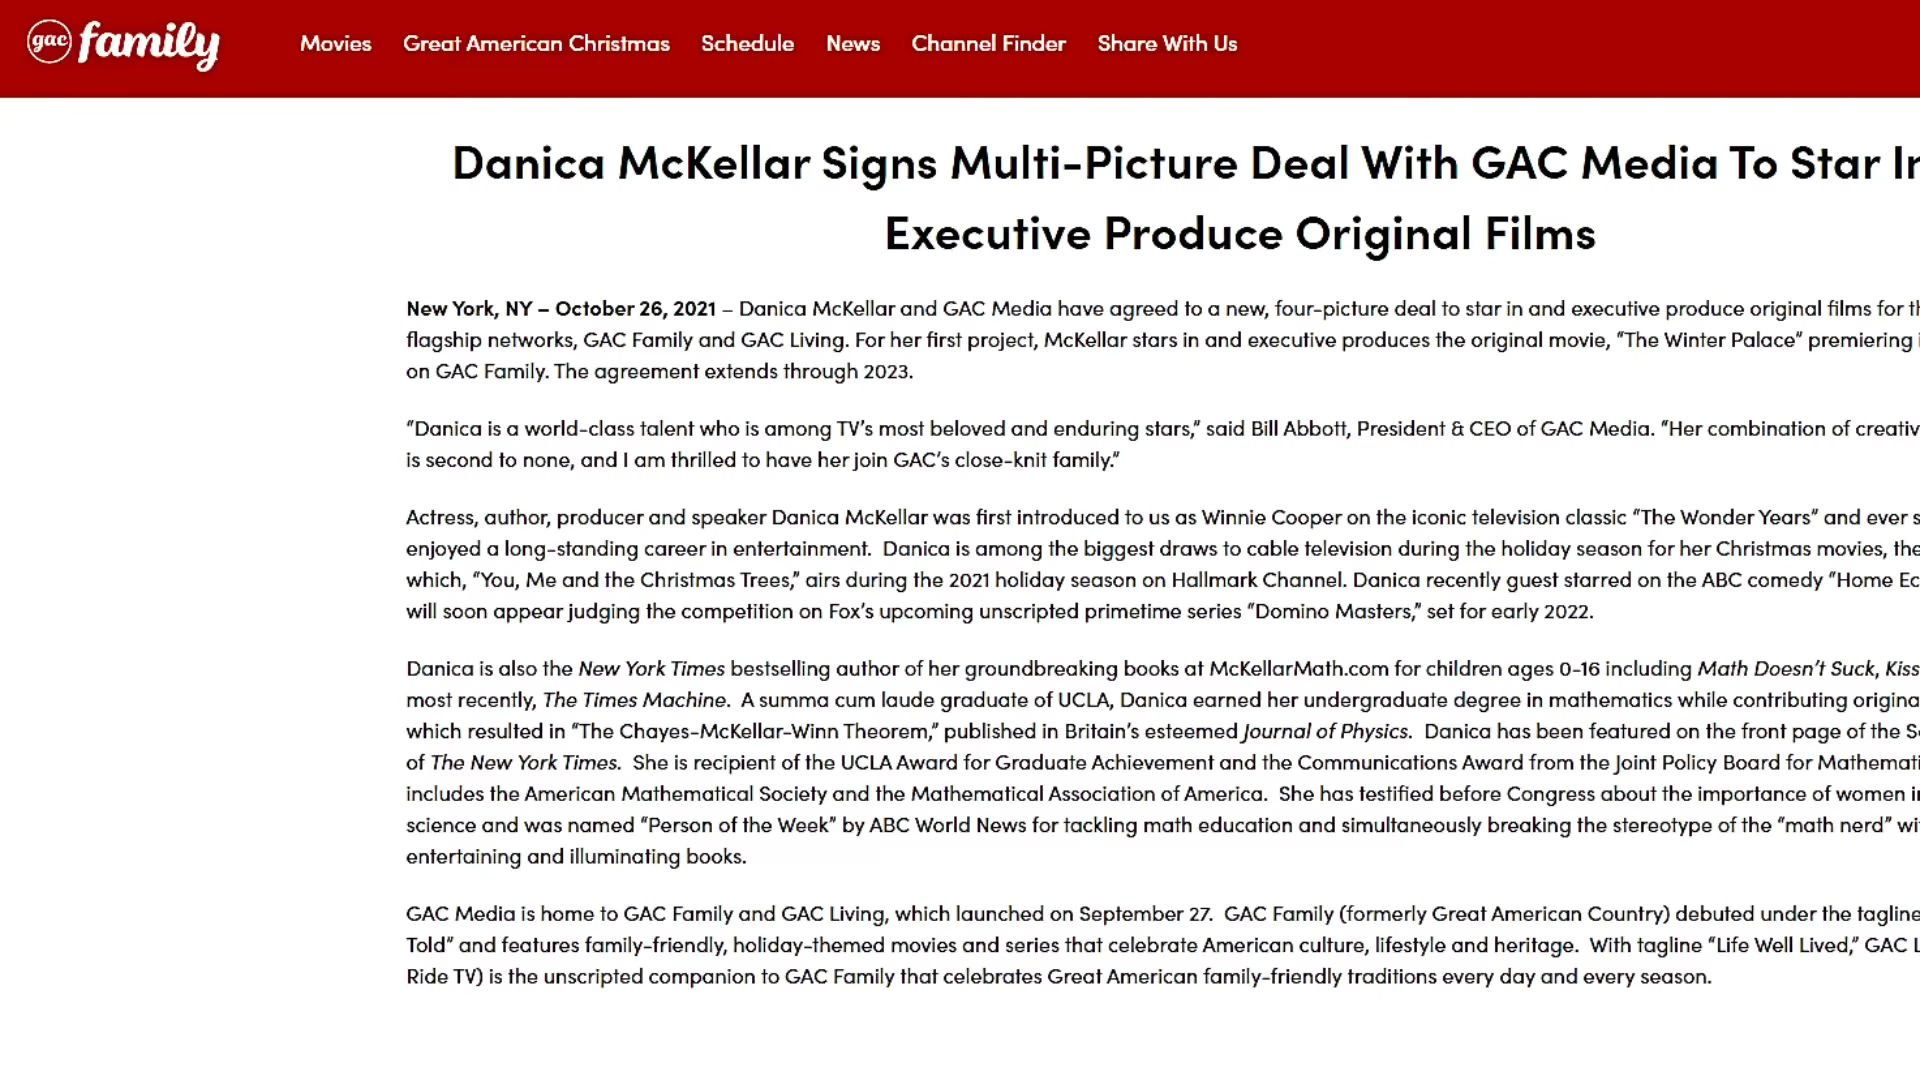 gac family Movies Great American Christmas Schedule News Channel Finder Share With Us
Danica McKellar Signs Multi-Picture Deal With GAC Media To Star
Executive Produce Original Films
New York, NY – October 26, 2021 – Danica McKellar and GAC Media have agreed to a new, four-picture deal to star in and executive produce original films for
flagship networks, GAC Family and GAC Living. For her first project, McKellar stars in and executive produces the original movie, “The Winter Palace” premiering
on GAC Family. The agreement extends through 2023.
“Danica is a world-class talent who is among TV’s most beloved and enduring stars,” said Bill Abbott, President & CEO of GAC Media. “Her combination of
is second to none, and I am thrilled to have her join GAC’s close-knit family.”
Actress, author, producer and speaker Danica McKellar was first introduced to us as Winnie Cooper on the iconic television classic “The Wonder Years” and ever
enjoyed a long-standing career in entertainment.  Danica is among the biggest draws to cable television during the holiday season for her Christmas movies,
which, “You, Me and the Christmas Trees,” airs during the 2021 holiday season on Hallmark Channel. Danica recently guest starred on the ABC comedy “Home
will soon appear judging the competition on Fox’s upcoming unscripted primetime series “Domino Masters,” set for early 2022.
Danica is also the New York Times bestselling author of her groundbreaking books at McKellarMath.com for children ages 0-16 including Math Doesn’t Suck, Kiss
most recently, The Times Machine.  A summa cum laude graduate of UCLA, Danica earned her undergraduate degree in mathematics while contributing
which resulted in “The Chayes-McKellar-Winn Theorem,” published in Britain’s esteemed Journal of Physics.  Danica has been featured on the front page of the
of The New York Times.  She is recipient of the UCLA Award for Graduate Achievement and the Communications Award from the Joint Policy Board for
includes the American Mathematical Society and the Mathematical Association of America.  She has testified before Congress about the importance of women
science and was named “Person of the Week” by ABC World News for tackling math education and simultaneously breaking the stereotype of the “math nerd”
entertaining and illuminating books.
GAC Media is home to GAC Family and GAC Living, which launched on September 27.  GAC Family (formerly Great American Country) debuted under the tagline
Told” and features family-friendly, holiday-themed movies and series that celebrate American culture, lifestyle and heritage.  With tagline “Life Well Lived,” GAC
Ride TV) is the unscripted companion to GAC Family that celebrates Great American family-friendly traditions every day and every season.